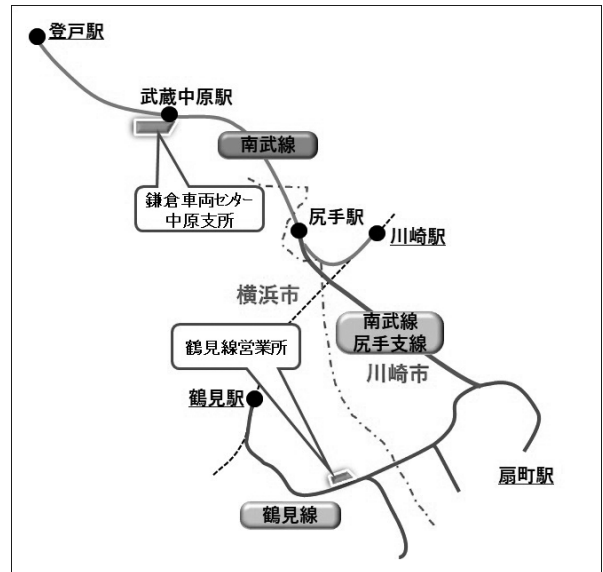 登戸駅
武蔵中原駅
南武線
鎌倉車両センター
中原支所
尻手駅
川崎駅
横浜市
南武線
尻手支線
鶴見線営業所
川崎市
鶴見駅
扇町駅
鶴見線